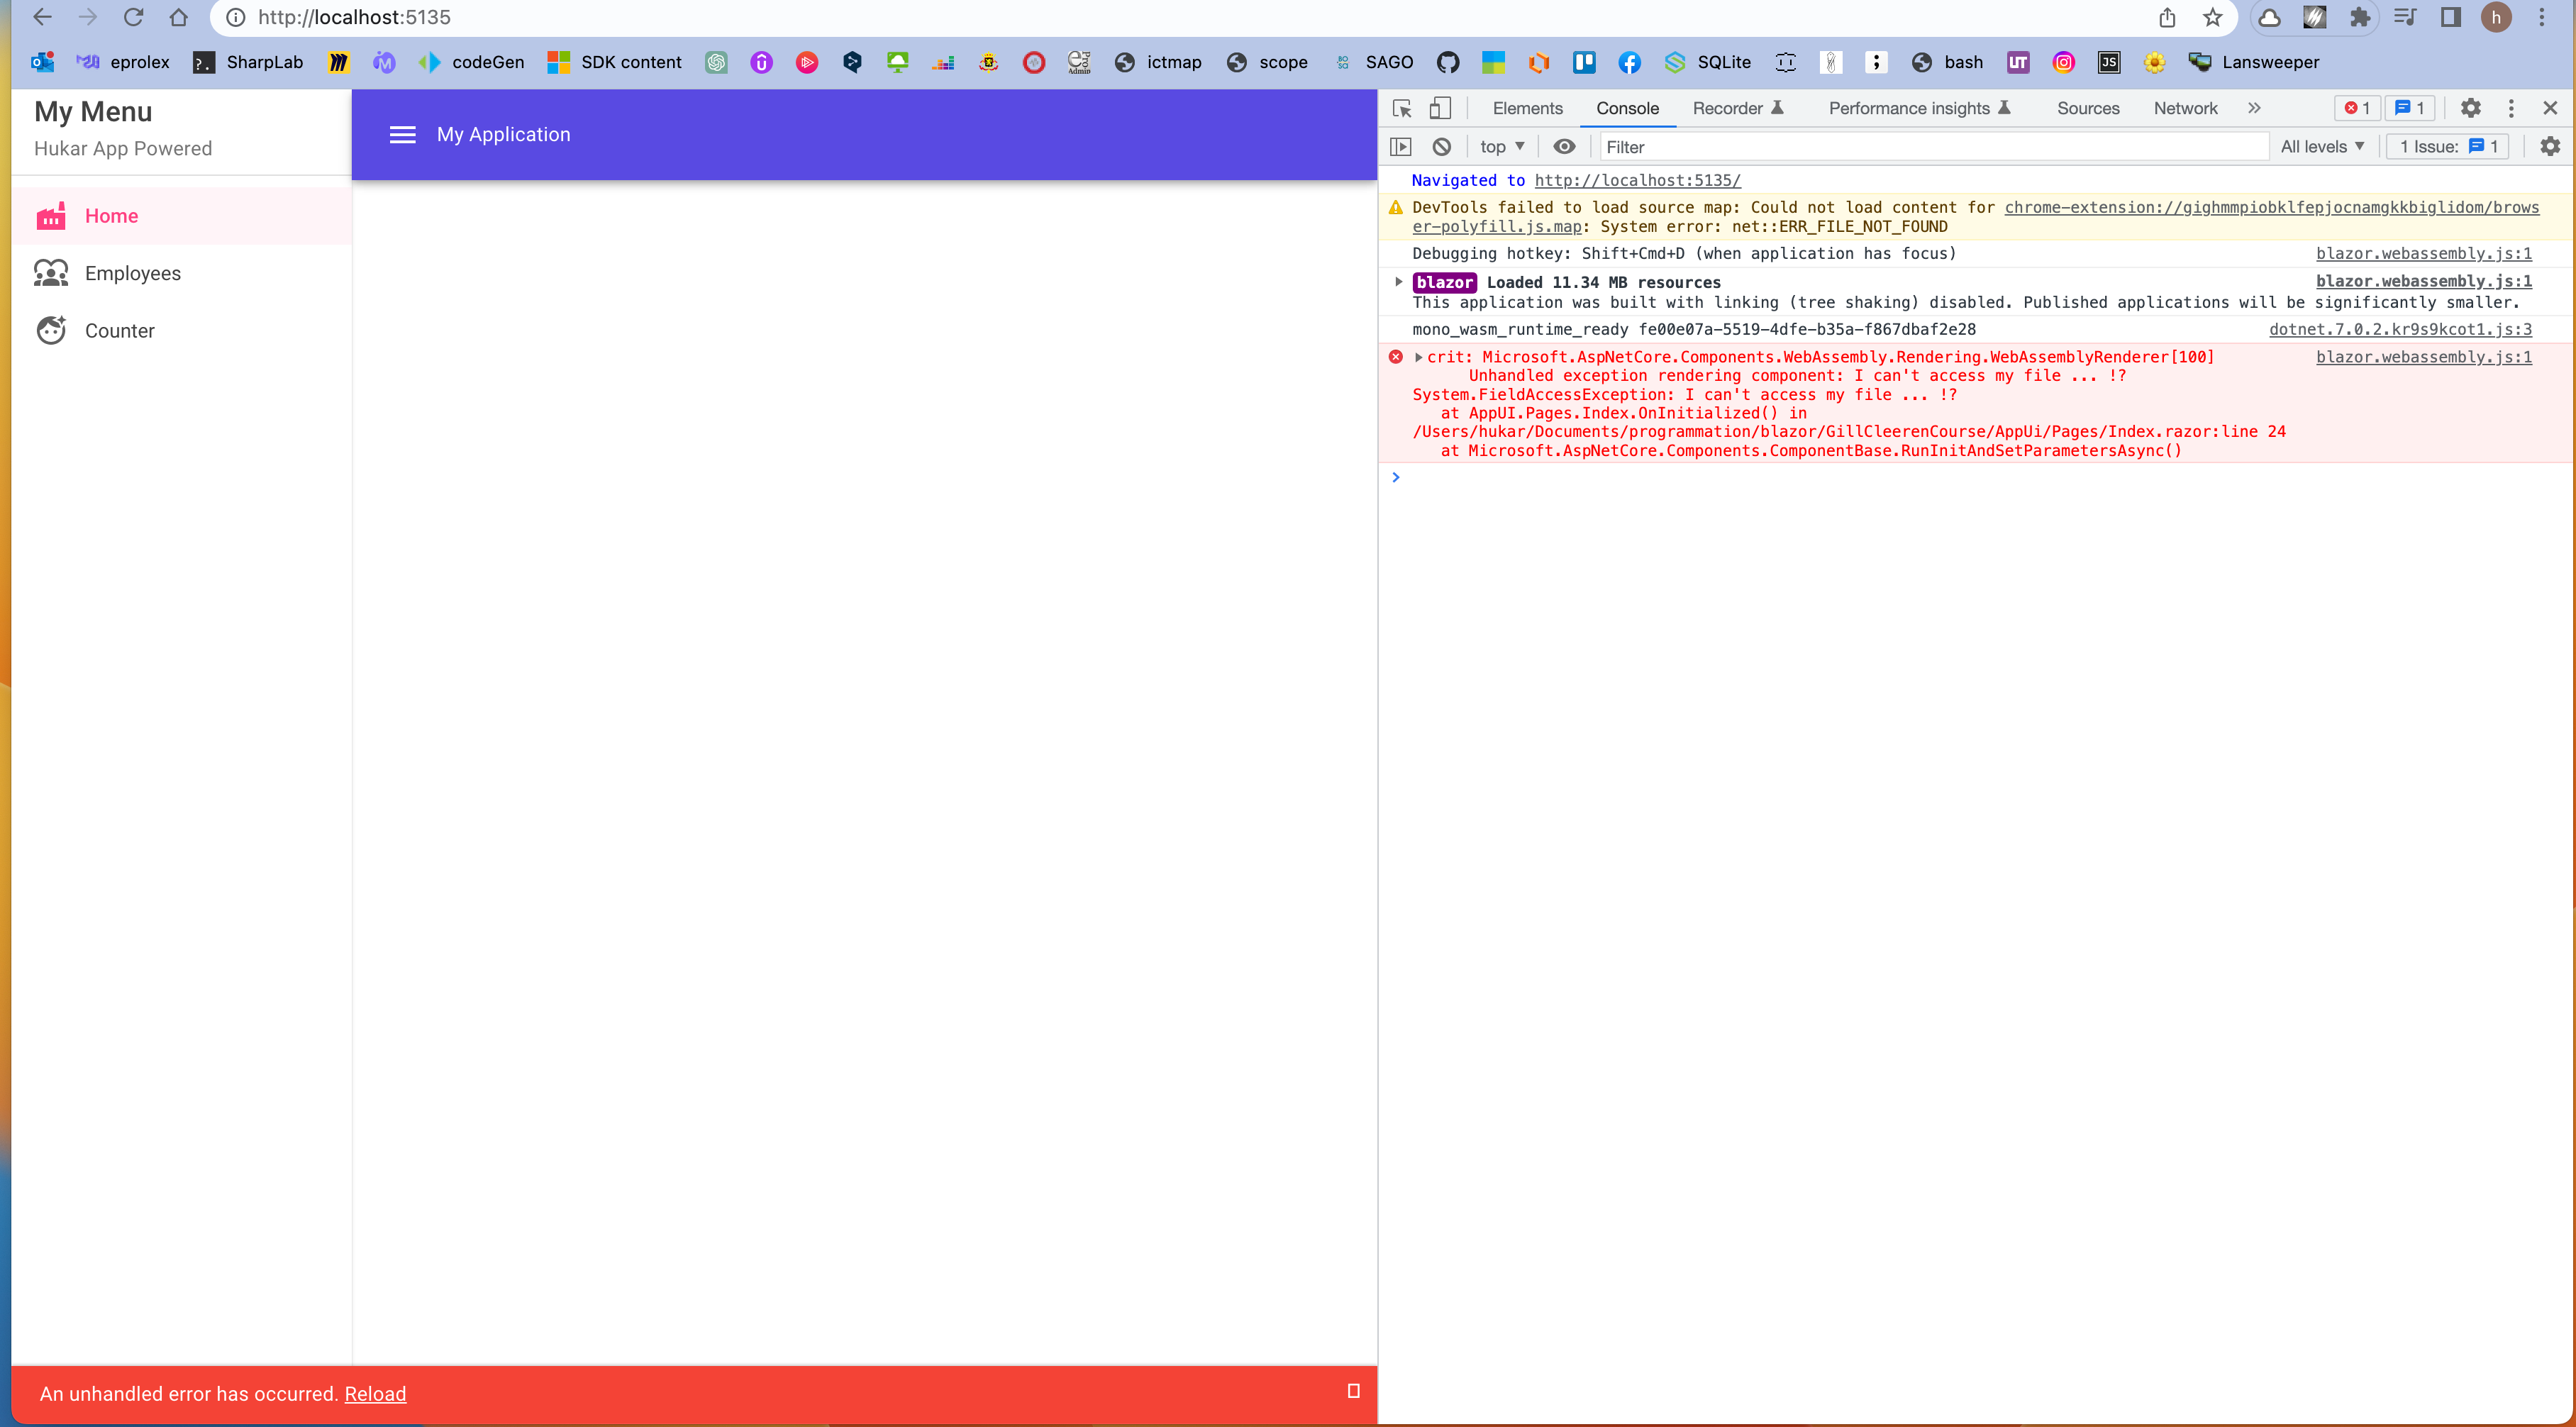 http://localhost:5135
eprolex SharpLab codeGen SDK content ictmap scope SAGO SQLite bash UT JS Lansweeper
My Menu
Hukar App Powered
Home
Employees
Counter
My Application
An unhandled error has occurred. Reload
Elements Console Recorder Performance insights Sources Network 1 1
top Filter All levels 1 Issue: 1
Navigated to http://localhost:5135/
DevTools failed to load source map: Could not load content for chrome-extension://gighmmpiobklfepjocnamgkkbiglidom/brows
er-polyfill.js.map: System error: net::ERR_FILE_NOT_FOUND
Debugging hotkey: Shift+Cmd+D (when application has focus) blazor.webassembly.js:1
blazor Loaded 11.34 MB resources blazor.webassembly.js:1
This application was built with linking (tree shaking) disabled. Published applications will be significantly smaller.
mono_wasm_runtime_ready fe00e07a-5519-4dfe-b35a-f867dbaf2e28 dotnet.7.0.2.kr9s9kcot1.js:3
crit: Microsoft.AspNetCore.Components.WebAssembly.Rendering.WebAssemblyRenderer[100] blazor.webassembly.js:1
Unhandled exception rendering component: I can't access my file ... !?
System.FieldAccessException: I can't access my file ... !?
at AppUI.Pages.Index.OnInitialized() in
/Users/hukar/Documents/programmation/blazor/GillCleerenCourse/AppUi/Pages/Index.razor:line 24
at Microsoft.AspNetCore.Components.ComponentBase.RunInitAndSetParametersAsync()